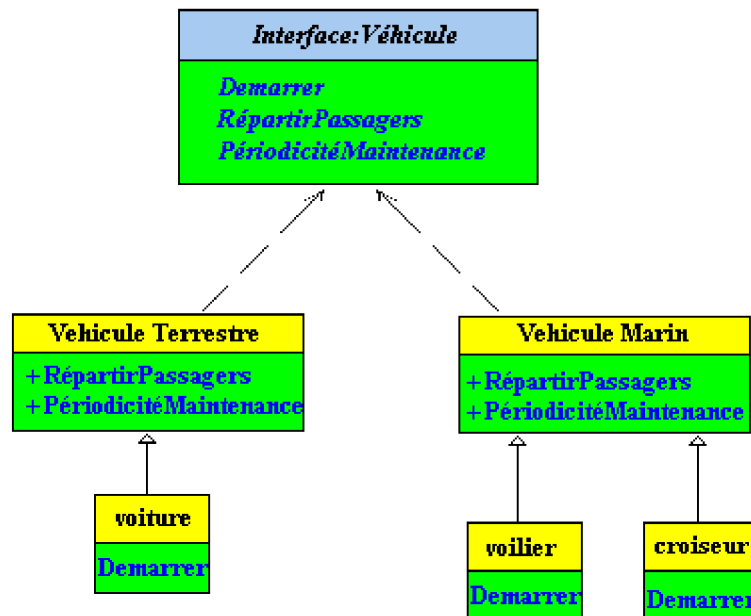 Interface:Véhicule
Demarrer
RépartirPassagers
PériodicitéMaintenance
Vehicule Terrestre
+RépartirPassagers
+PériodicitéMaintenance
Vehicule Marin
+RépartirPassagers
+PériodicitéMaintenance
voiture
Demarrer
voilier
Demarrer
croiseur
Demarrer